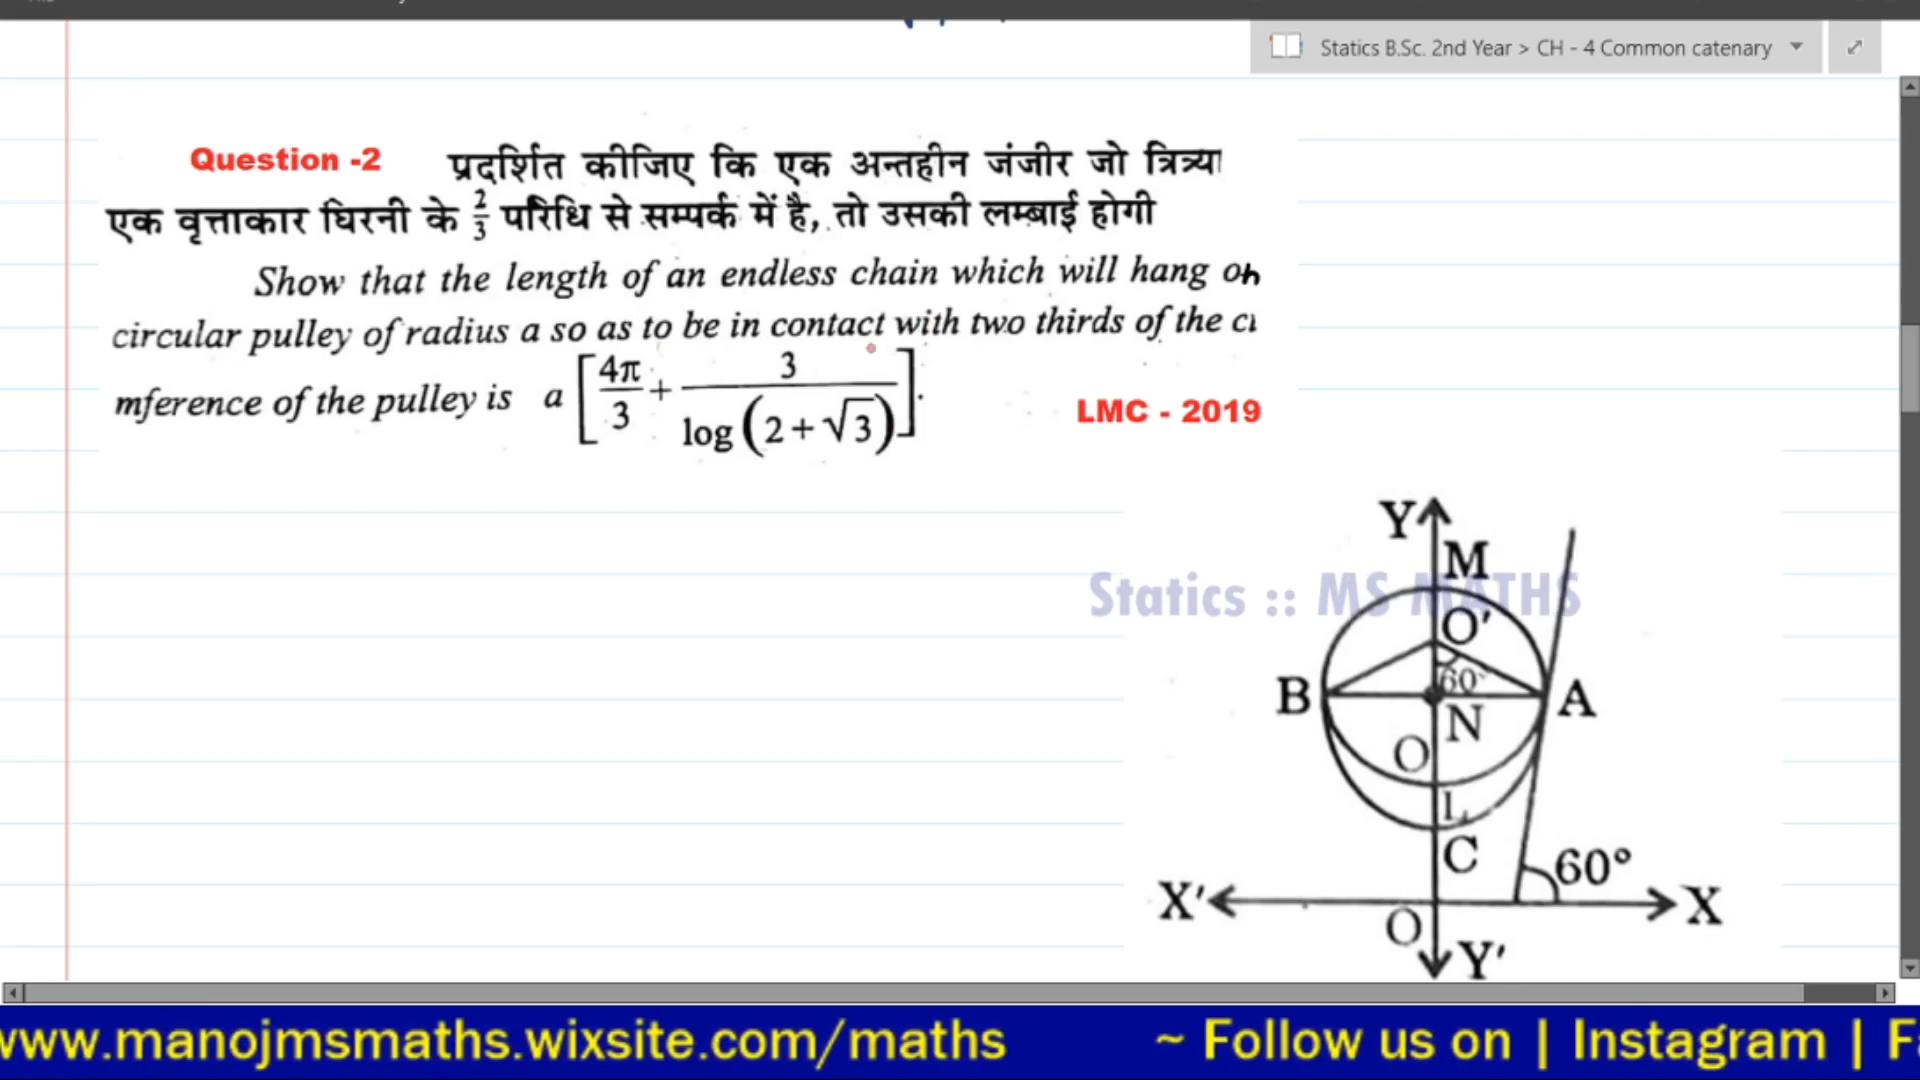 Statics B.Sc. 2nd Year > CH - 4 Common catenary
Question -2 प्रदर्शित कीजिए कि एक अन्तहीन जंजीर जो त्रिज्या
एक वृत्ताकार घिरनी के 2/3 परिधि से सम्पर्क में है, तो उसकी लम्बाई होगी
Show that the length of an endless chain which will hang on
circular pulley of radius a so as to be in contact with two thirds of the ci
mference of the pulley is a [4π/3 + 3/log(2+√3)].
LMC - 2019
Y
M
Statics :: MS MATHS
O'
60°
B
A
N
O
L
C
60°
X'
X
O
Y'
www.manojmsmaths.wixsite.com/maths ~ Follow us on | Instagram | F